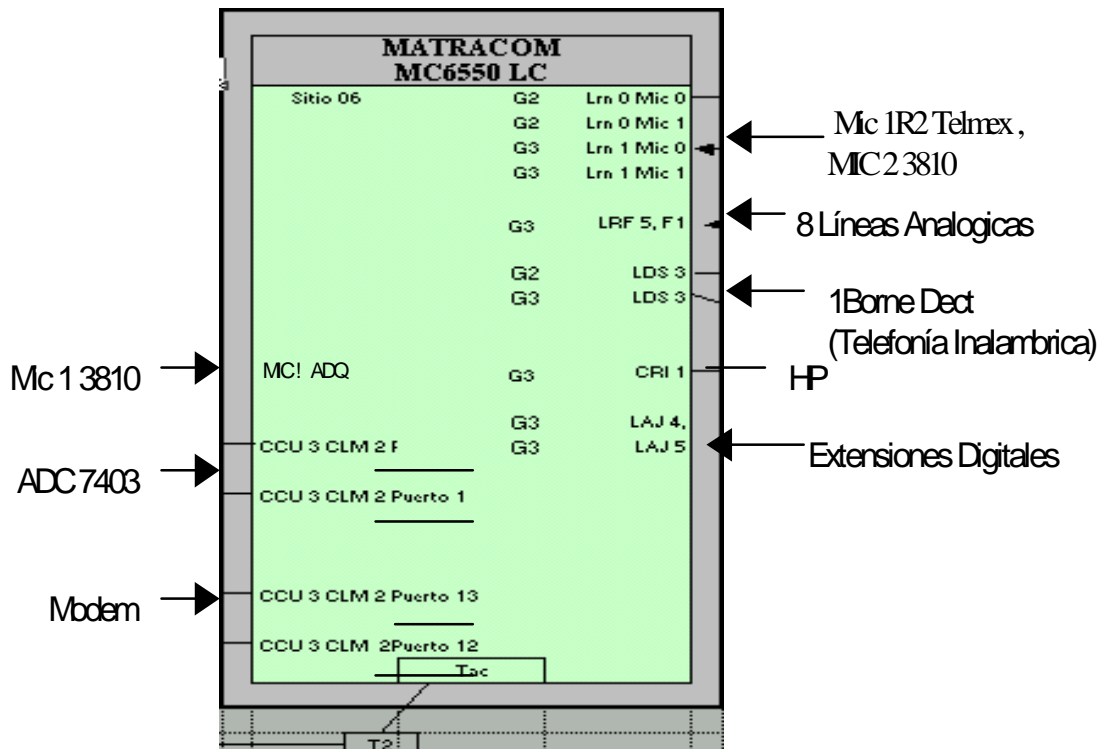 MATRACOM
MC6550 LC
Sitio 06 G2 Lrn 0 Mic 0
G2 Lrn 0 Mic 1
G3 Lrn 1 Mic 0
G3 Lrn 1 Mic 1
Mic 1R2 Telmex ,
MIC 2 3810
G3 LRF 5, F1
8 Líneas Analogicas
G2 LDS 3
G3 LDS 3
1Borne Dect
(Telefonía Inalambrica)
Mc 1 3810
MC! ADQ G3 CRI 1
HP
G3 LAJ 4,
CCU 3 CLM 2 G3 LAJ 5
Extensiones Digitales
ADC 7403
CCU 3 CLM 2 Puerto 1
Modem
CCU 3 CLM 2 Puerto 13
CCU 3 CLM 2Puerto 12
Tac
T2